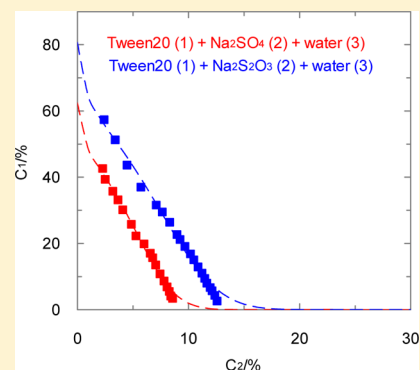 Tween20 (1) + Na2SO4 (2) + water (3)
Tween20 (1) + Na2S2O3 (2) + water (3)
80
60
40
20
0
C1/%
0
10
20
30
C2/%